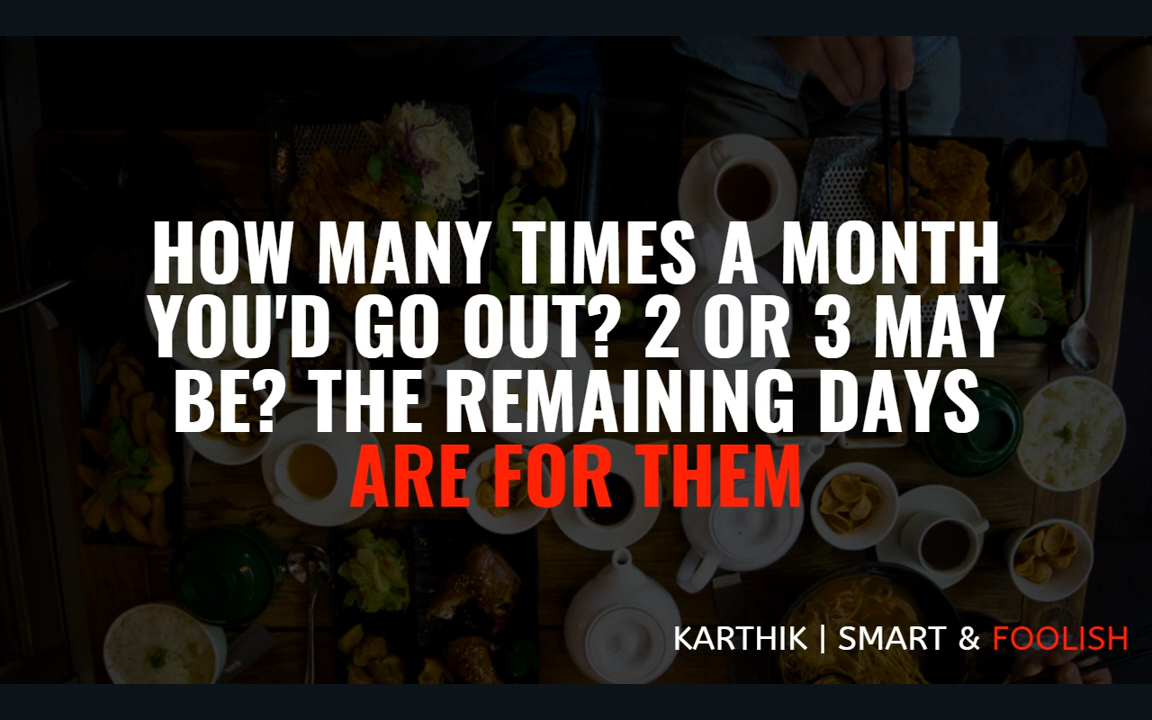 HOW MANY TIMES A MONTH
YOU'D GO OUT? 2 OR 3 MAY
BE? THE REMAINING DAYS
ARE FOR THEM
KARTHIK | SMART & FOOLISH